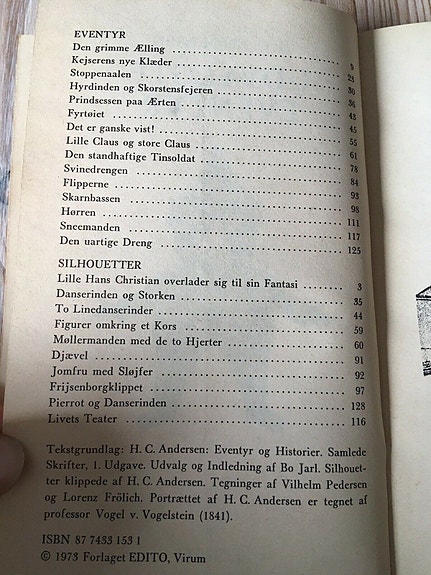 EVENTYR
Den grimme Ælling ........ 9
Kejserens nye Klæder ........ 23
Stoppenaalen ........ 30
Hyrdinden og Skorstensfejeren ........ 36
Prindsessen paa Ærten ........ 43
Fyrtøiet ........ 45
Det er ganske vist! ........ 55
Lille Claus og store Claus ........ 61
Den standhaftige Tinsoldat ........ 78
Svinedrengen ........ 84
Flipperne ........ 93
Skarnbassen ........ 98
Hørren ........ 111
Sneemanden ........ 117
Den uartige Dreng ........ 125
SILHOUETTER
Lille Hans Christian overlader sig til sin Fantasi ........ 3
Danserinden og Storken ........ 35
To Linedanserinder ........ 44
Figurer omkring et Kors ........ 59
Møllermanden med de to Hjerter ........ 60
Djævel ........ 91
Jomfru med Sløjfer ........ 92
Frijsenborgklippet ........ 97
Pierrot og Danserinden ........ 128
Livets Teater ........ 116
Tekstgrundlag: H. C. Andersen: Eventyr og Historier. Samlede
Skrifter, 1. Udgave. Udvalg og Indledning af Bo Jarl. Silhouet-
ter klippede af H. C. Andersen. Tegninger af Vilhelm Pedersen
og Lorenz Frölich. Portrættet af H. C. Andersen er tegnet af
professor Vogel v. Vogelstein (1841).
ISBN 87 7433 153 1
© 1973 Forlaget EDITO, Virum